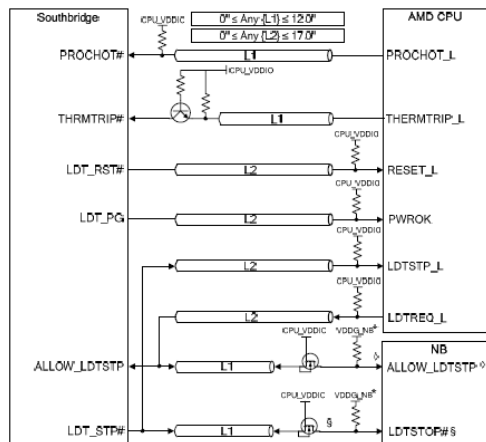 Southbridge
0" ≤ Any {L1} ≤ 12.0"
0" ≤ Any {L2} ≤ 17.0"
AMD CPU
CPU_VDDIO
PROCHOT#
L1
PROCHOT_L
CPU_VDDIO
THRMTRIP#
L1
THERMTRIP_L
CPU_VDDIO
LDT_RST#
L2
RESET_L
CPU_VDDIO
LDT_PG
L2
PWROK
CPU_VDDIO
L2
LDTSTP_L
CPU_VDDIO
L2
LDTREQ_L
CPU_VDDIO
VDDG_NB*
NB
ALLOW_LDTSTP
L1
◊
ALLOW_LDTSTP◊
CPU_VDDIO
VDDG_NB*
LDT_STP#
L1
§
LDTSTOP#§